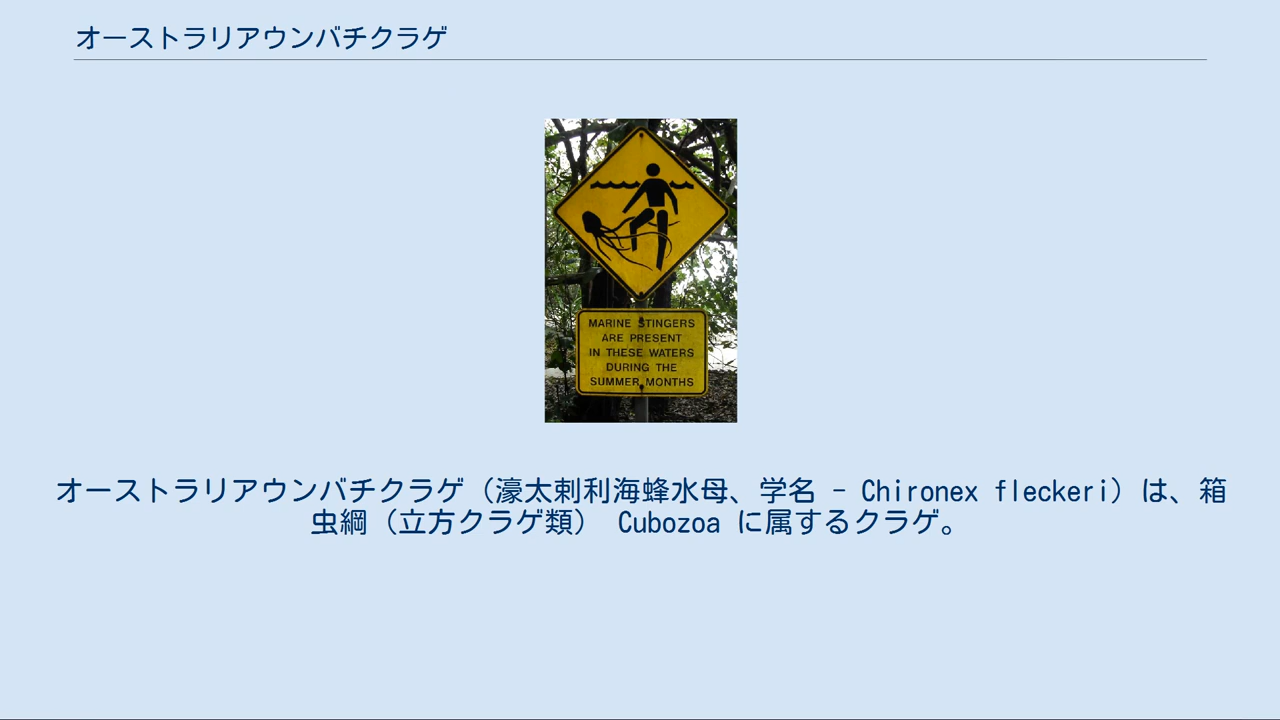 オーストラリアウンバチクラゲ
MARINE STINGERS
ARE PRESENT
IN THESE WATERS
DURING THE
SUMMER MONTHS
オーストラリアウンバチクラゲ（濠太剌利海蜂水母、学名 - Chironex fleckeri）は、箱
虫綱（立方クラゲ類） Cubozoa に属するクラゲ。